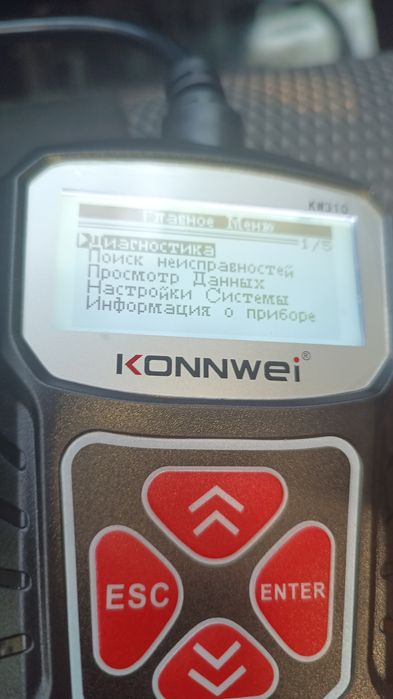 KW310
Главное Меню
1/5
Диагностика
Поиск неисправностей
Просмотр Данных
Настройки Системы
Информация о приборе
KONNWEI®
ESC
ENTER